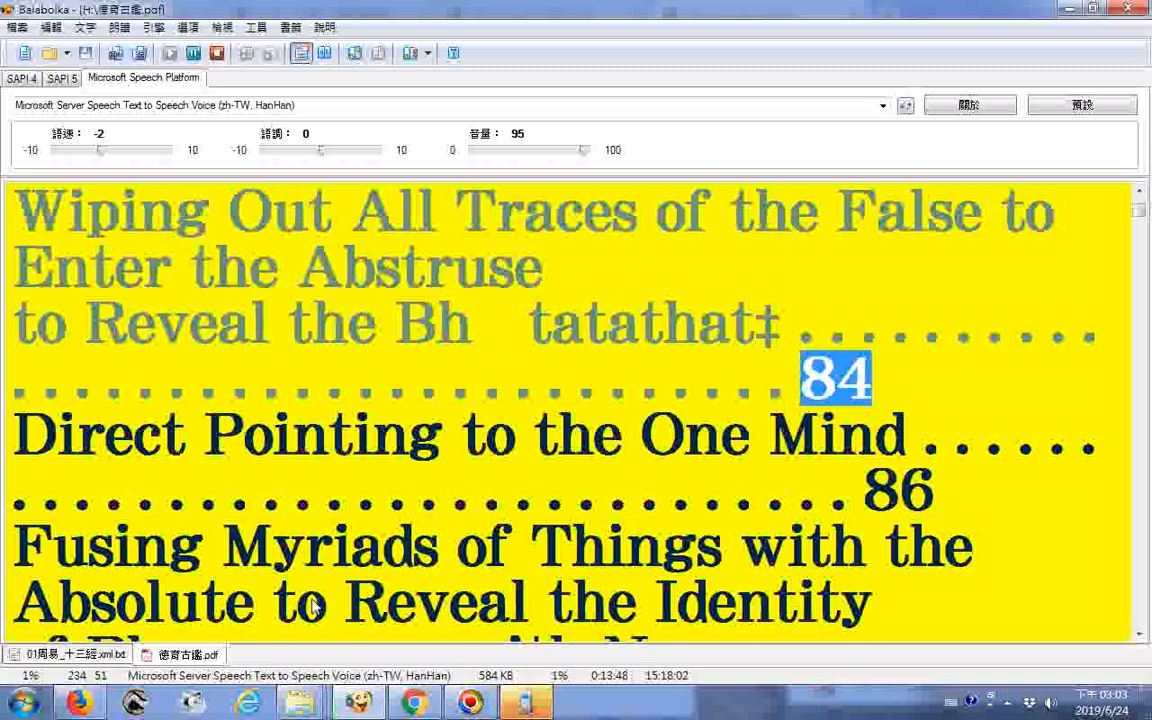 Balabolka - [H:\德育古鑑.pdf]
檔案 編輯 文字 朗讀 引擎 選項 檢視 工具 書籤 說明
SAPI 4 SAPI 5 Microsoft Speech Platform
Microsoft Server Speech Text to Speech Voice (zh-TW, HanHan) 關於 預設
語速： -2 語調： 0 音量： 95
-10 10 -10 10 0 100
Wiping Out All Traces of the False to
Enter the Abstruse
to Reveal the Bh tatathat‡ . . . . . . . . . .
. . . . . . . . . . . . . . . . . . . . . . . . . . . 84
Direct Pointing to the One Mind . . . . . .
. . . . . . . . . . . . . . . . . . . . . . . . . . . . . 86
Fusing Myriads of Things with the
Absolute to Reveal the Identity
01周易_十三經.xml.txt 德育古鑑.pdf
1% 234 51 Microsoft Server Speech Text to Speech Voice (zh-TW, HanHan) 584 KB 1% 0:13:48 15:18:02
下午 03:03
2019/6/24